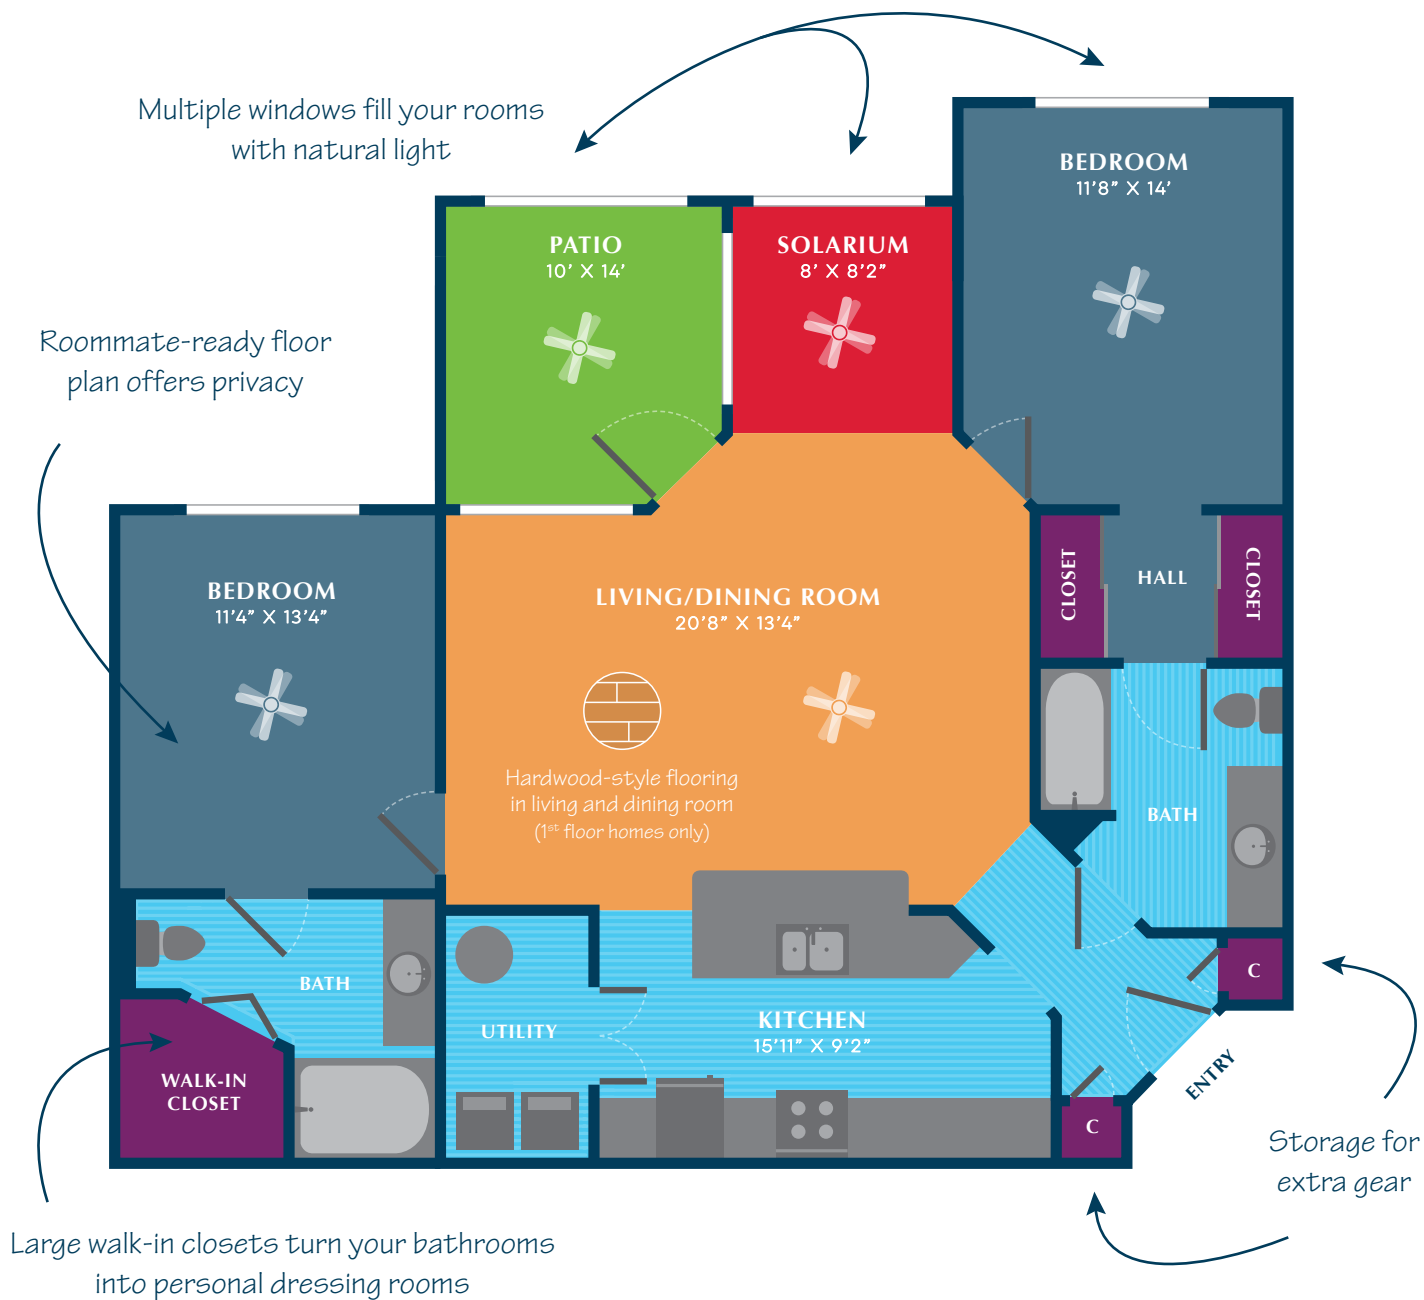 Multiple windows fill your rooms
with natural light
BEDROOM
11'8” X 14'
PATIO
10' X 14'
SOLARIUM
8' X 8'2”
Roommate-ready floor
plan offers privacy
BEDROOM
11'4” X 13'4”
LIVING/DINING ROOM
20'8” X 13'4”
CLOSET
HALL
CLOSET
Hardwood-style flooring
in living and dining room
(1st floor homes only)
BATH
BATH
UTILITY
KITCHEN
15'11” X 9'2”
C
ENTRY
WALK-IN
CLOSET
C
Storage for
extra gear
Large walk-in closets turn your bathrooms
into personal dressing rooms